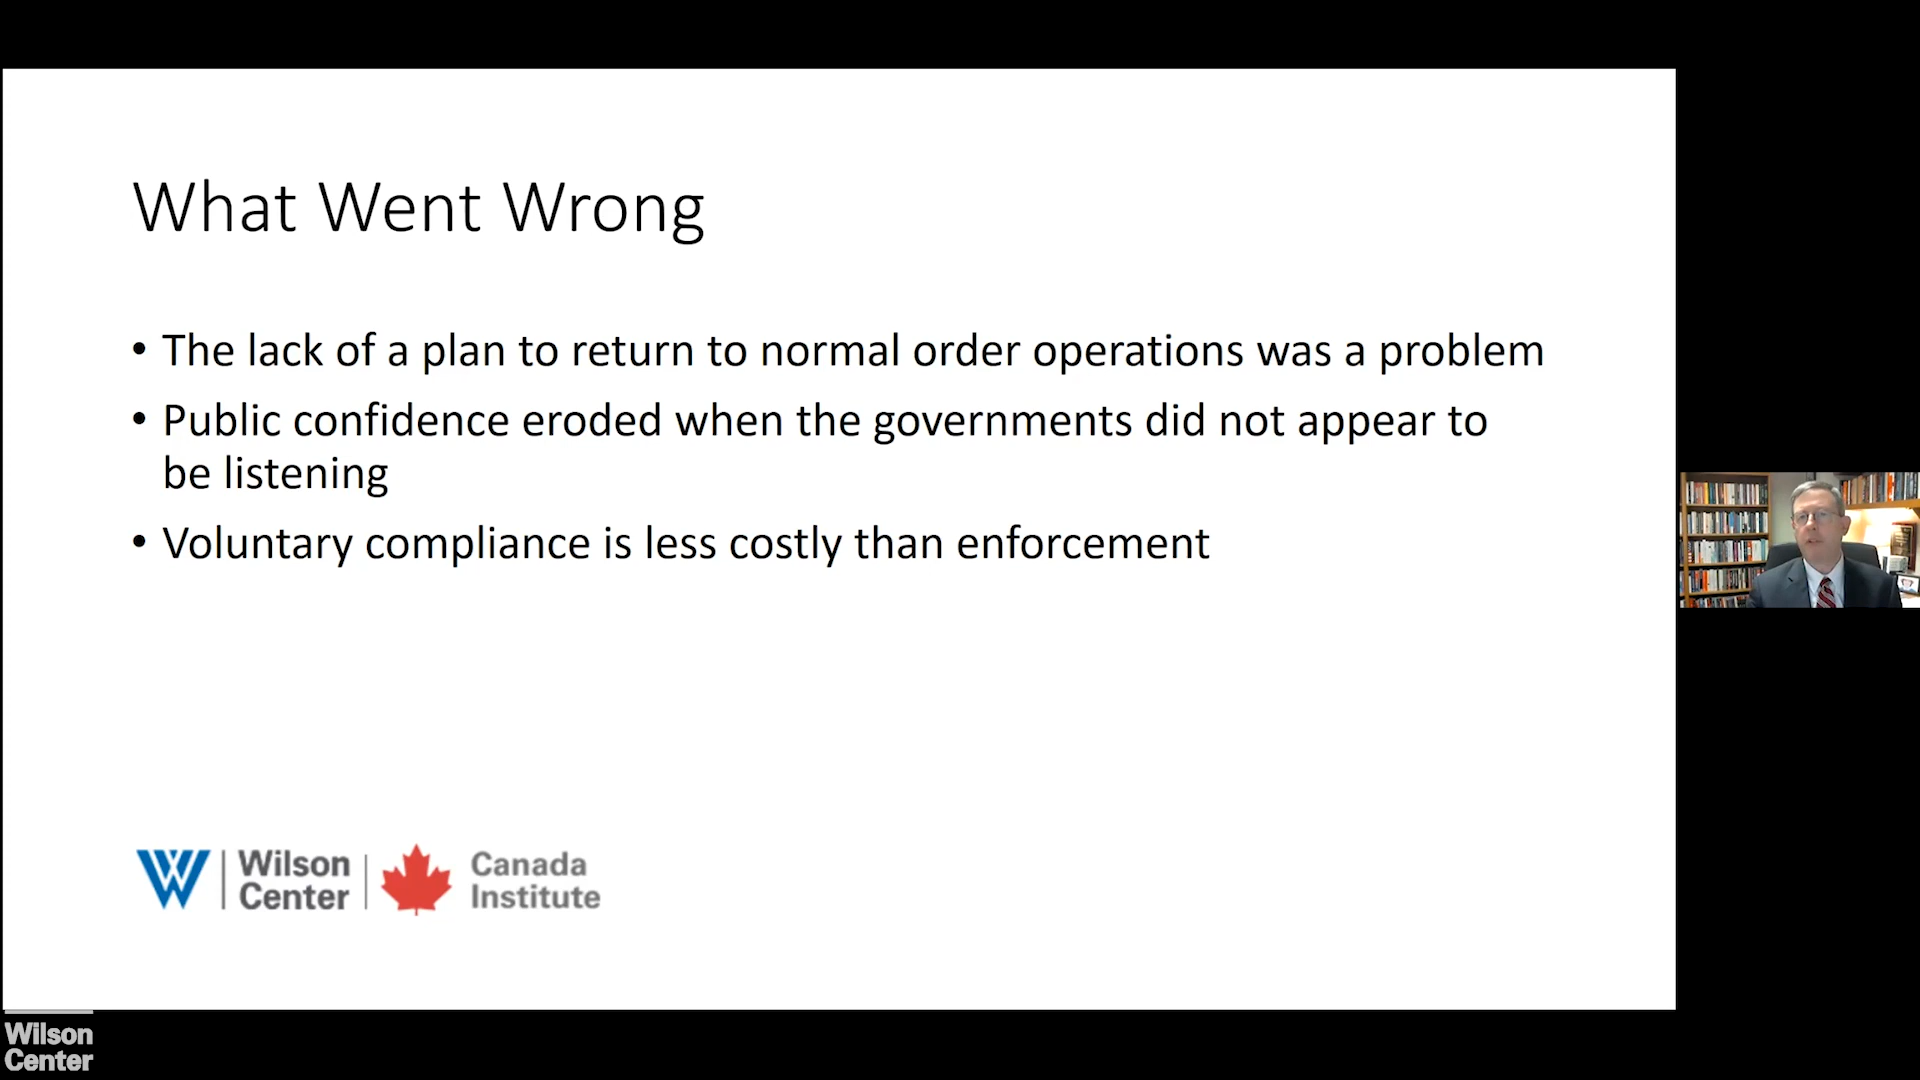 What Went Wrong
• The lack of a plan to return to normal order operations was a problem
• Public confidence eroded when the governments did not appear to
be listening
• Voluntary compliance is less costly than enforcement
Wilson
Center
Canada
Institute
Wilson
Center